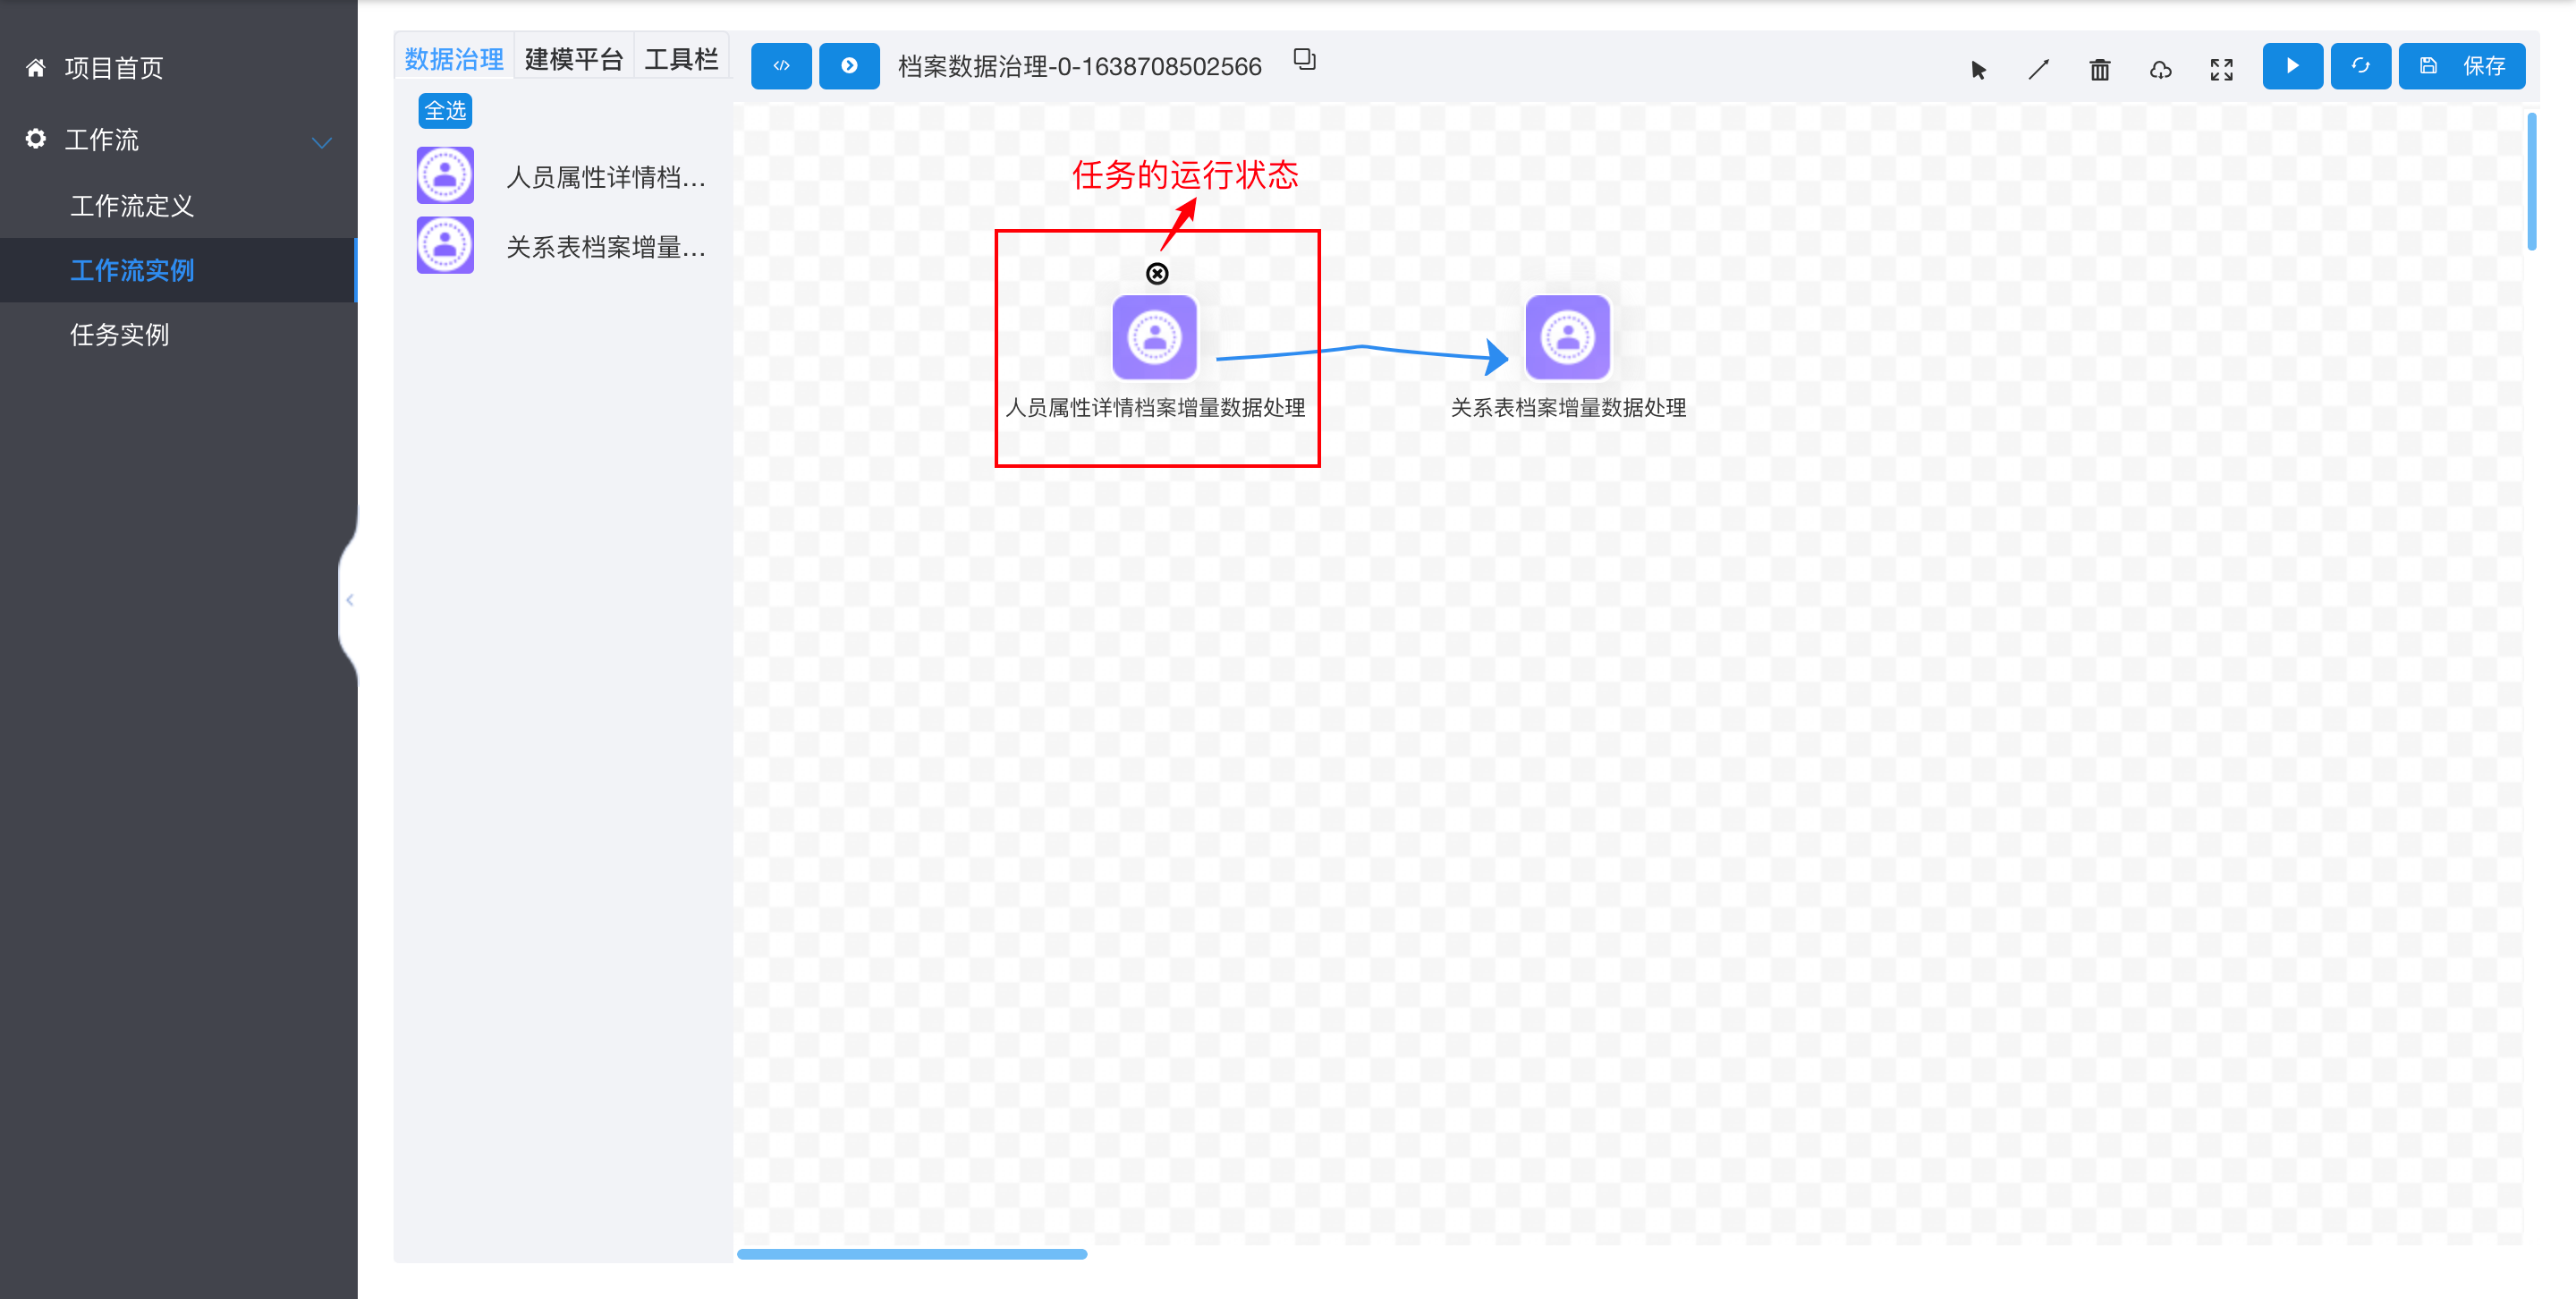 项目首页
工作流
工作流定义
工作流实例
任务实例
数据治理 建模平台 工具栏
全选
人员属性详情档...
关系表档案增量...
档案数据治理-0-1638708502566
保存
任务的运行状态
人员属性详情档案增量数据处理
关系表档案增量数据处理